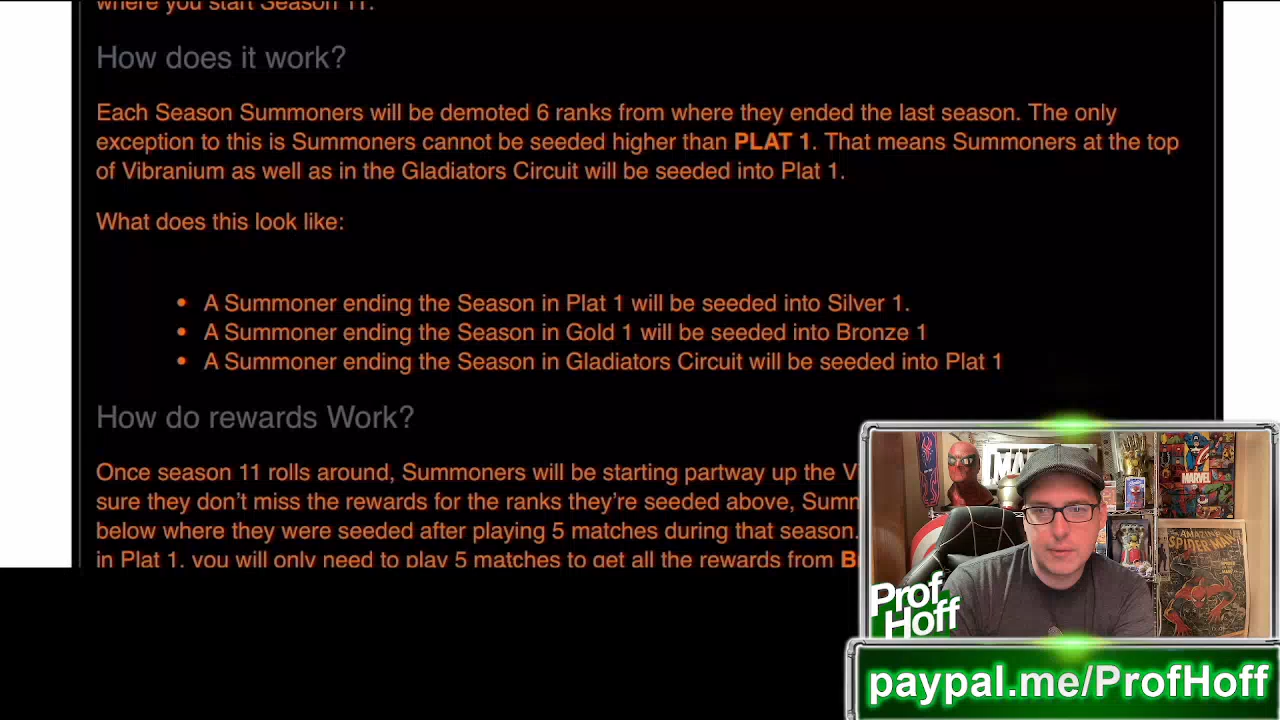 where you start Season 11.
How does it work?
Each Season Summoners will be demoted 6 ranks from where they ended the last season. The only
exception to this is Summoners cannot be seeded higher than PLAT 1. That means Summoners at the top
of Vibranium as well as in the Gladiators Circuit will be seeded into Plat 1.
What does this look like:
• A Summoner ending the Season in Plat 1 will be seeded into Silver 1.
• A Summoner ending the Season in Gold 1 will be seeded into Bronze 1
• A Summoner ending the Season in Gladiators Circuit will be seeded into Plat 1
How do rewards Work?
Once season 11 rolls around, Summoners will be starting partway up the
sure they don't miss the rewards for the ranks they're seeded above,
below where they were seeded after playing 5 matches during that season.
in Plat 1, you will only need to play 5 matches to get all the rewards from
MARVEL
AMAZING
SPIDER-MAN
Prof
Hoff
paypal.me/ProfHoff